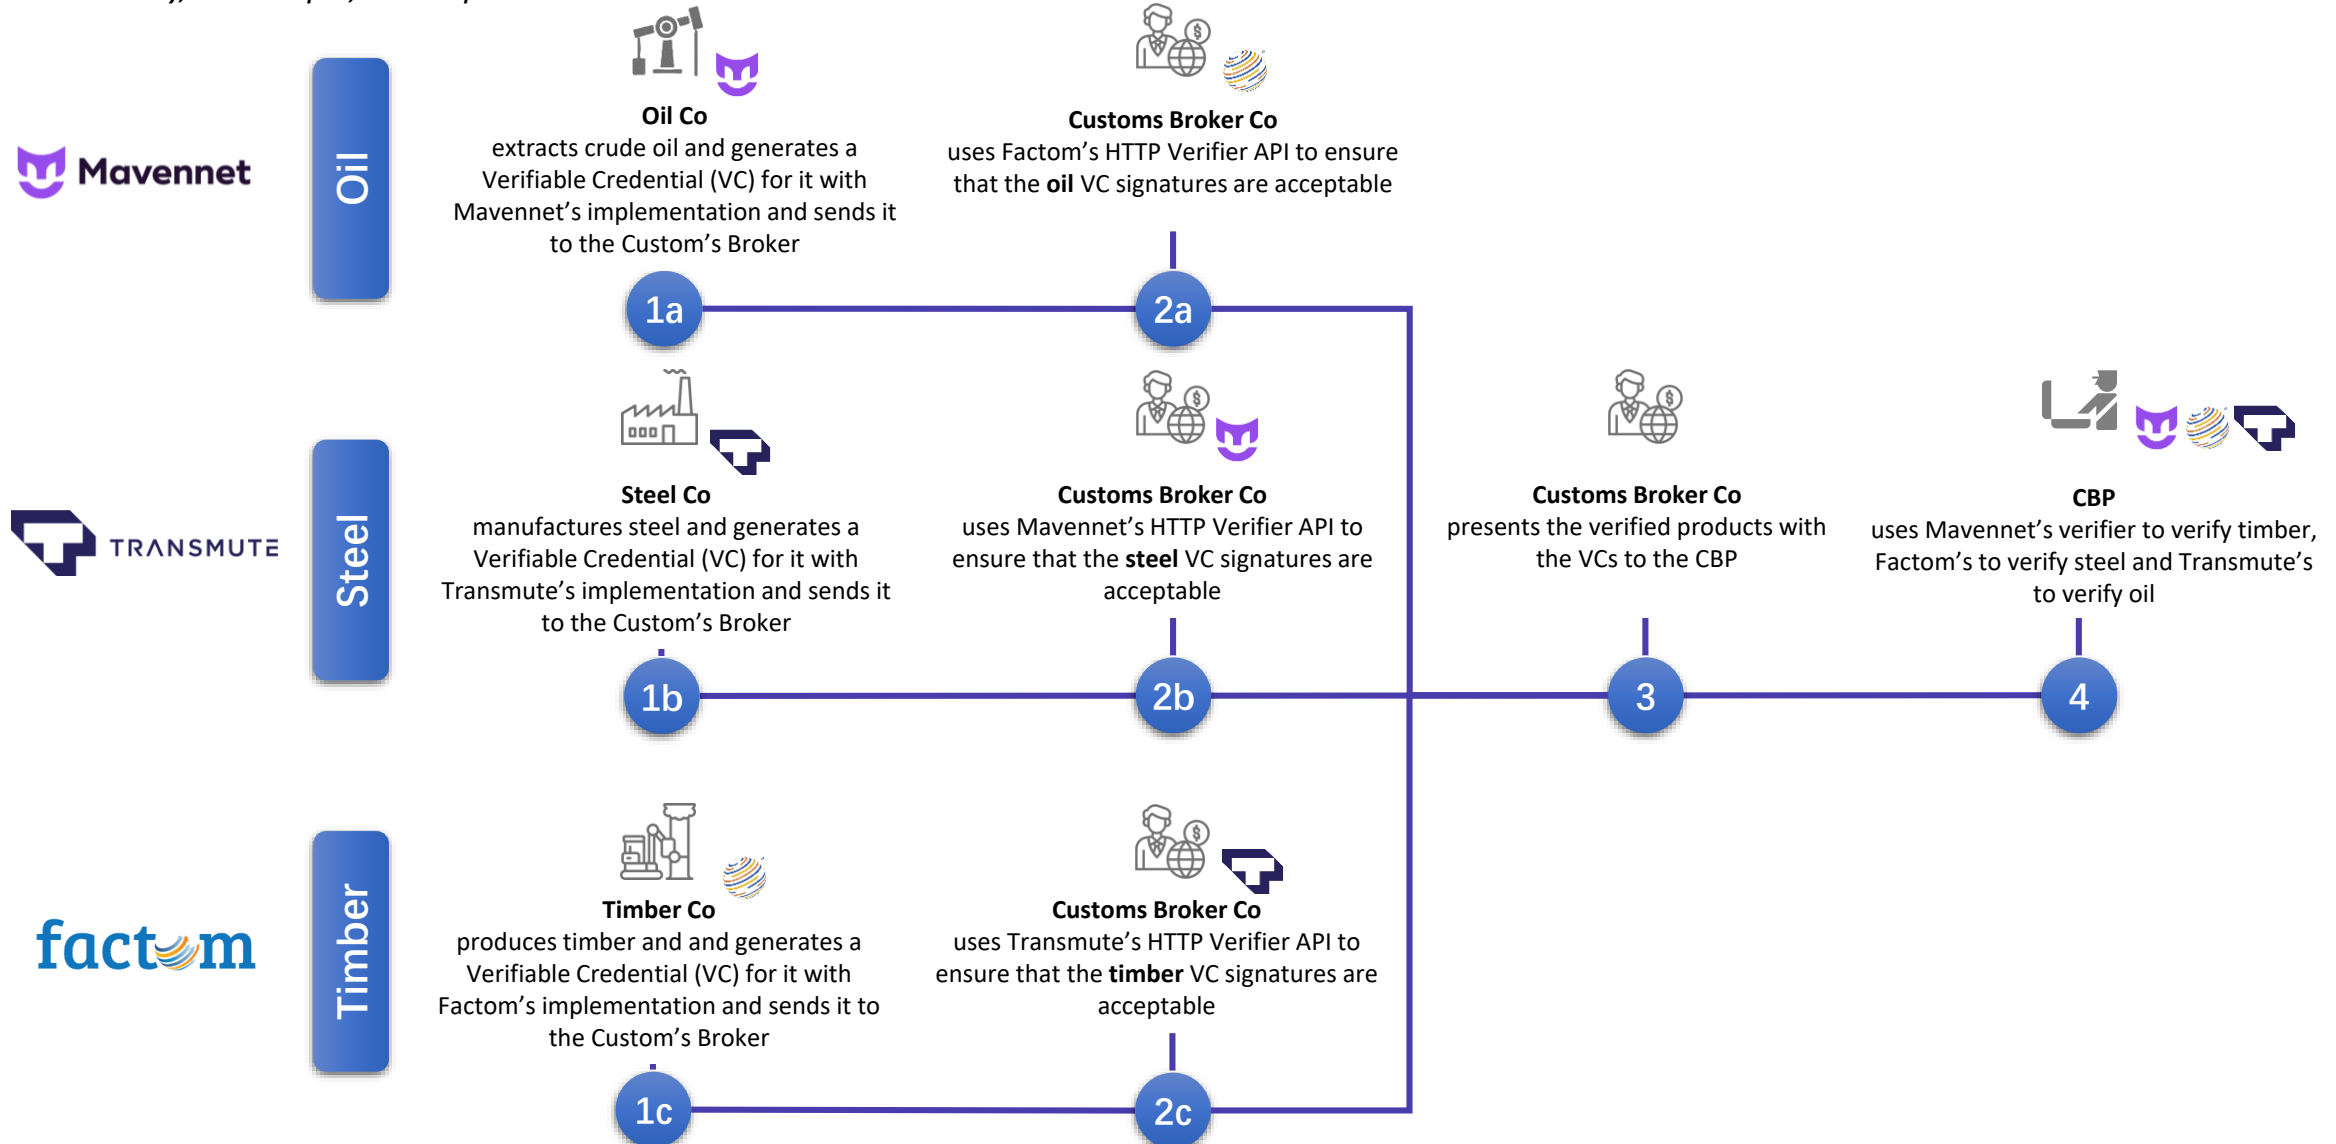 Mavennet
Oil
Oil Co
extracts crude oil and generates a
Verifiable Credential (VC) for it with
Mavennet’s implementation and sends it
to the Custom’s Broker
1a
Customs Broker Co
uses Factom’s HTTP Verifier API to ensure
that the oil VC signatures are acceptable
2a
TRANSMUTE
Steel
Steel Co
manufactures steel and generates a
Verifiable Credential (VC) for it with
Transmute’s implementation and sends it
to the Custom’s Broker
1b
Customs Broker Co
uses Mavennet’s HTTP Verifier API to
ensure that the steel VC signatures are
acceptable
2b
Customs Broker Co
presents the verified products with
the VCs to the CBP
3
CBP
uses Mavennet’s verifier to verify timber,
Factom’s to verify steel and Transmute’s
to verify oil
4
factom
Timber
Timber Co
produces timber and and generates a
Verifiable Credential (VC) for it with
Factom’s implementation and sends it to
the Custom’s Broker
1c
Customs Broker Co
uses Transmute’s HTTP Verifier API to
ensure that the timber VC signatures are
acceptable
2c